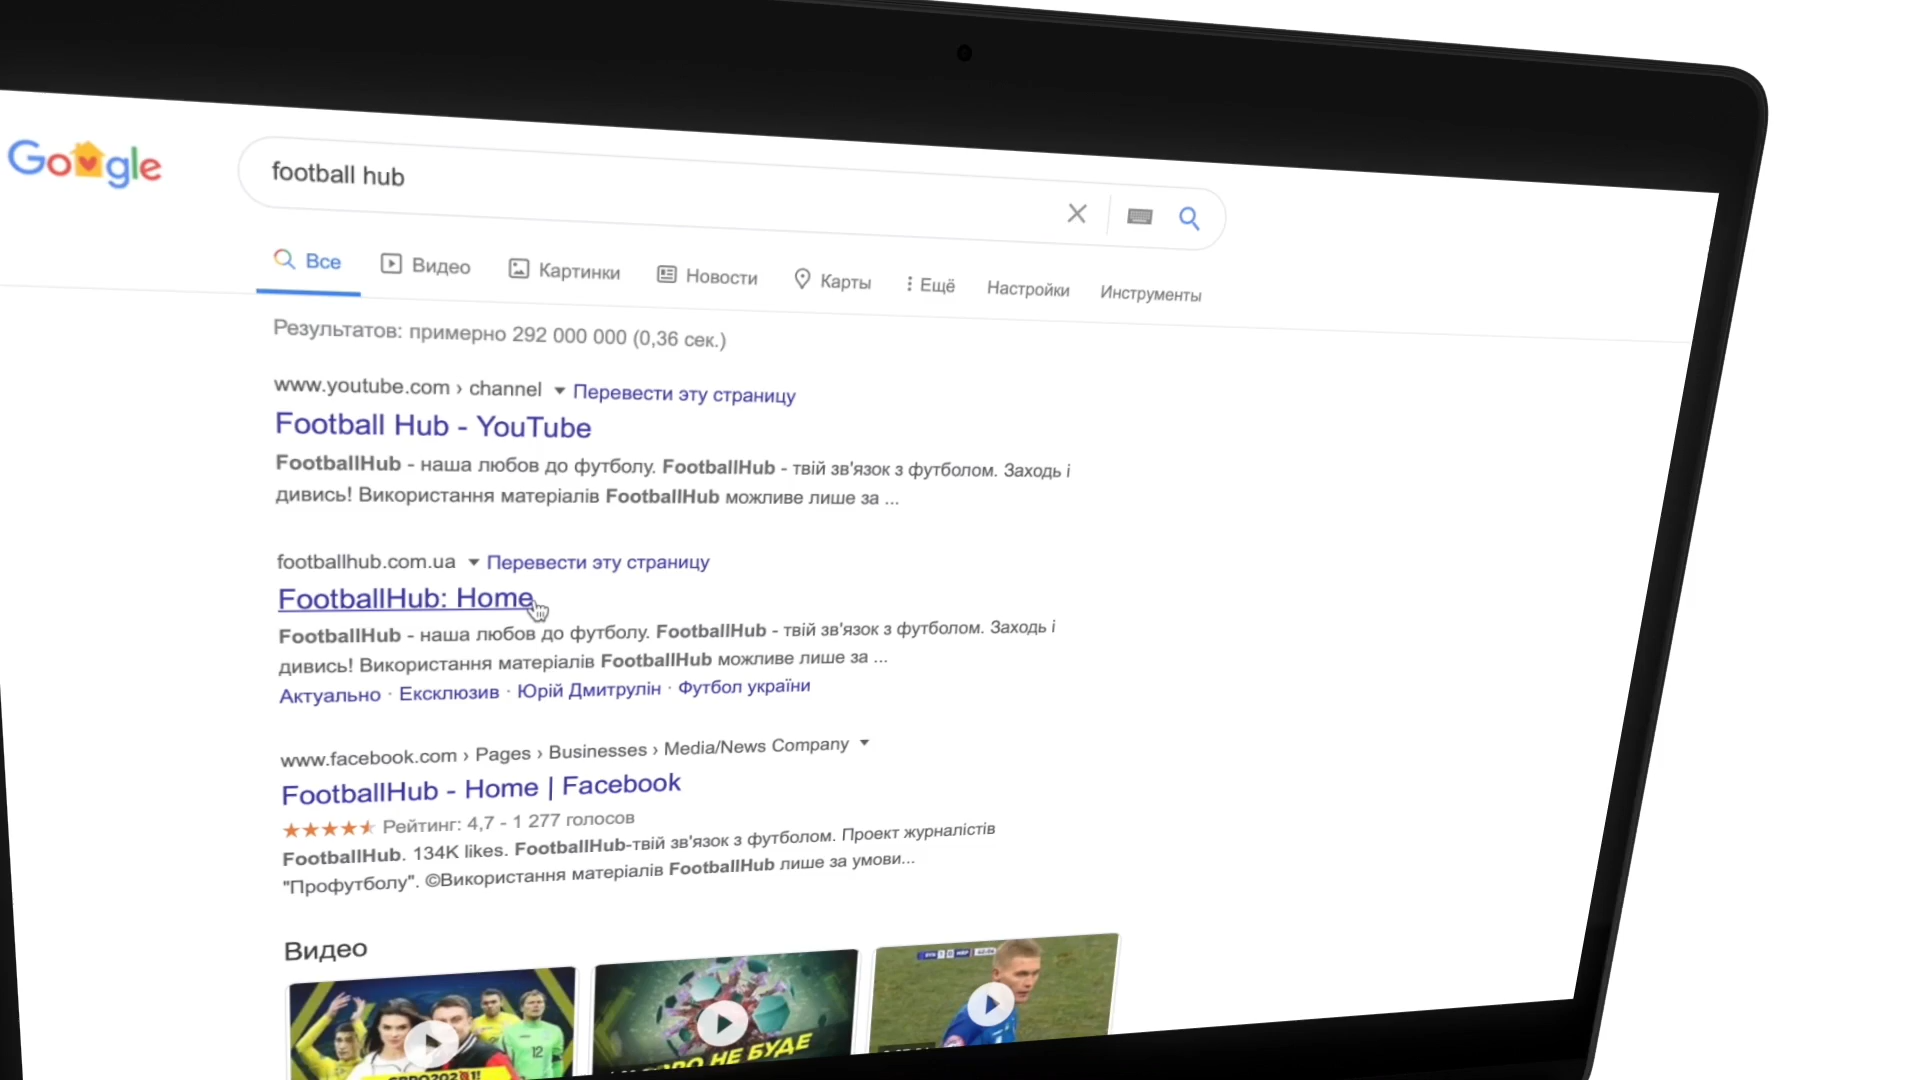 Google
football hub
Все Видео Картинки Новости Карты Ещё Настройки Инструменты
Результатов: примерно 292 000 000 (0,36 сек.)
www.youtube.com › channel Перевести эту страницу
Football Hub - YouTube
FootballHub - наша любов до футболу. FootballHub - твій зв'язок з футболом. Заходь і
дивись! Використання матеріалів FootballHub можливе лише за ...
footballhub.com.ua Перевести эту страницу
FootballHub: Home
FootballHub - наша любов до футболу. FootballHub - твій зв'язок з футболом. Заходь і
дивись! Використання матеріалів FootballHub можливе лише за ...
Актуально · Ексклюзив · Юрій Дмитрулін · Футбол україни
www.facebook.com › Pages › Businesses › Media/News Company
FootballHub - Home | Facebook
Рейтинг: 4,7 - 1 277 голосов
FootballHub. 134K likes. FootballHub-твій зв'язок з футболом. Проект журналістів
"Профутболу". ©Використання матеріалів FootballHub лише за умови...
Видео
12
НЕ БУДЕ